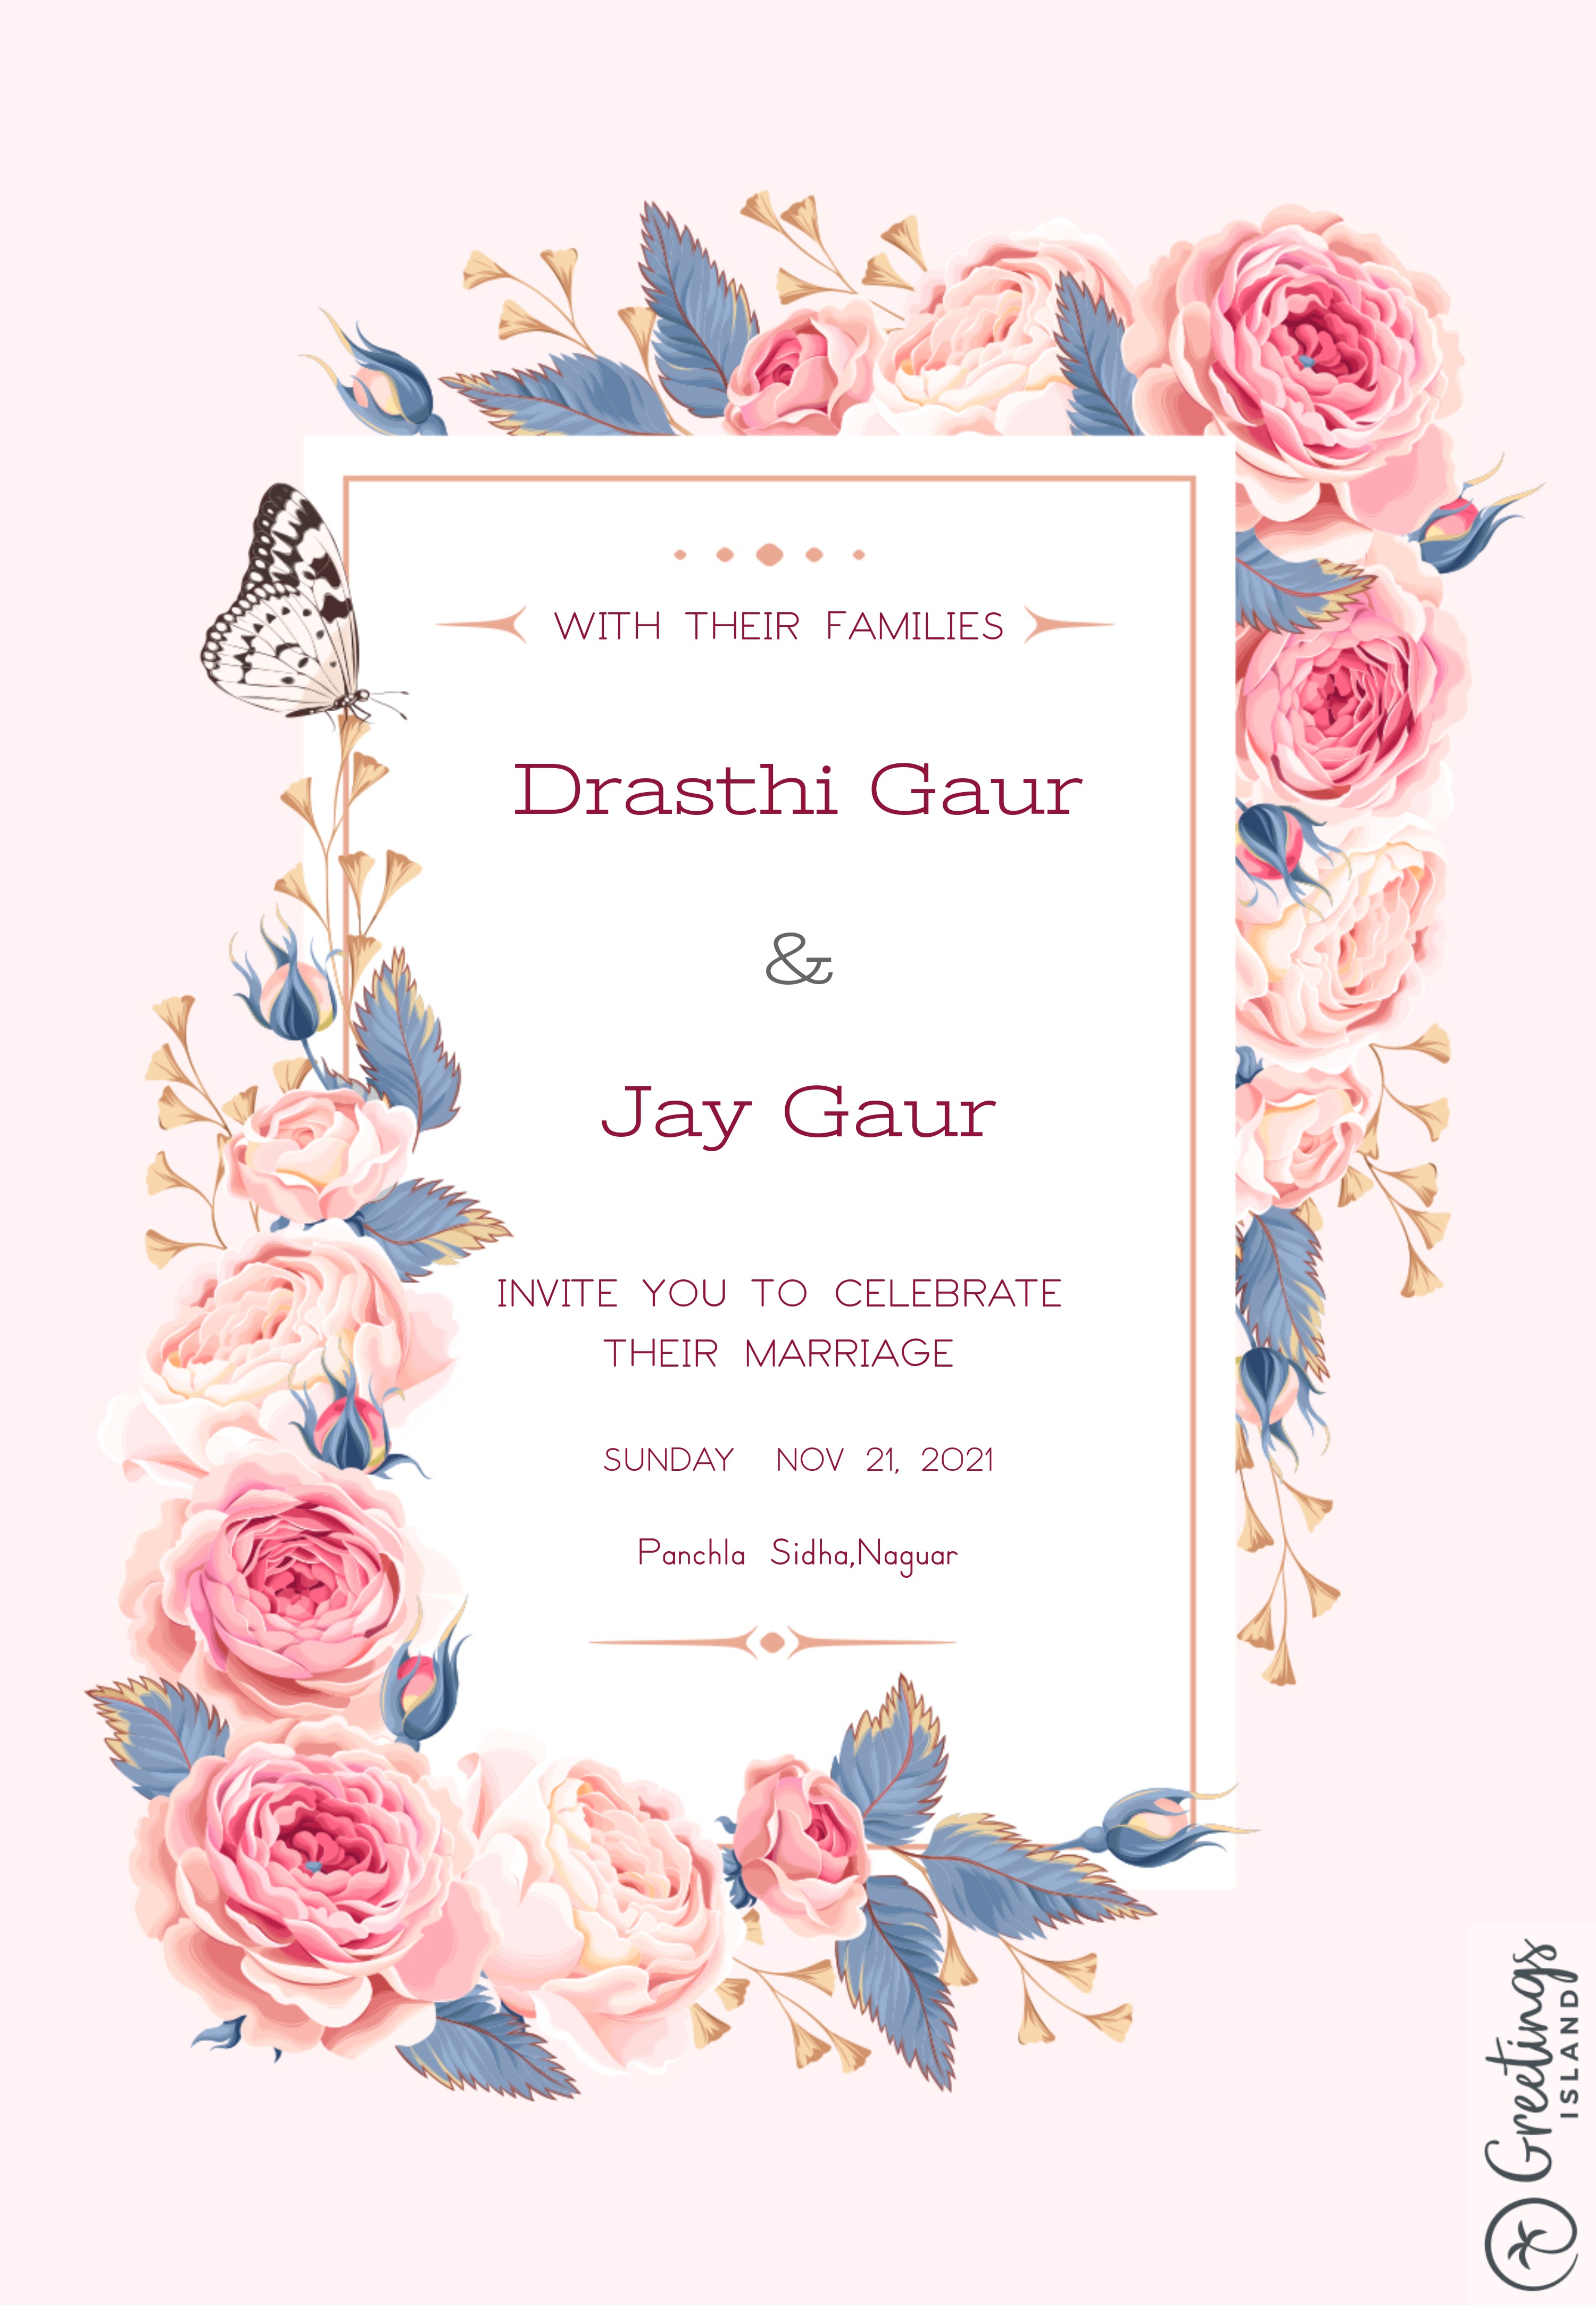 WITH THEIR FAMILIES
Drasthi Gaur
&
Jay Gaur
INVITE YOU TO CELEBRATE
THEIR MARRIAGE
SUNDAY NOV 21, 2021
Panchla Sidha,Naguar
Greetings
ISLAND